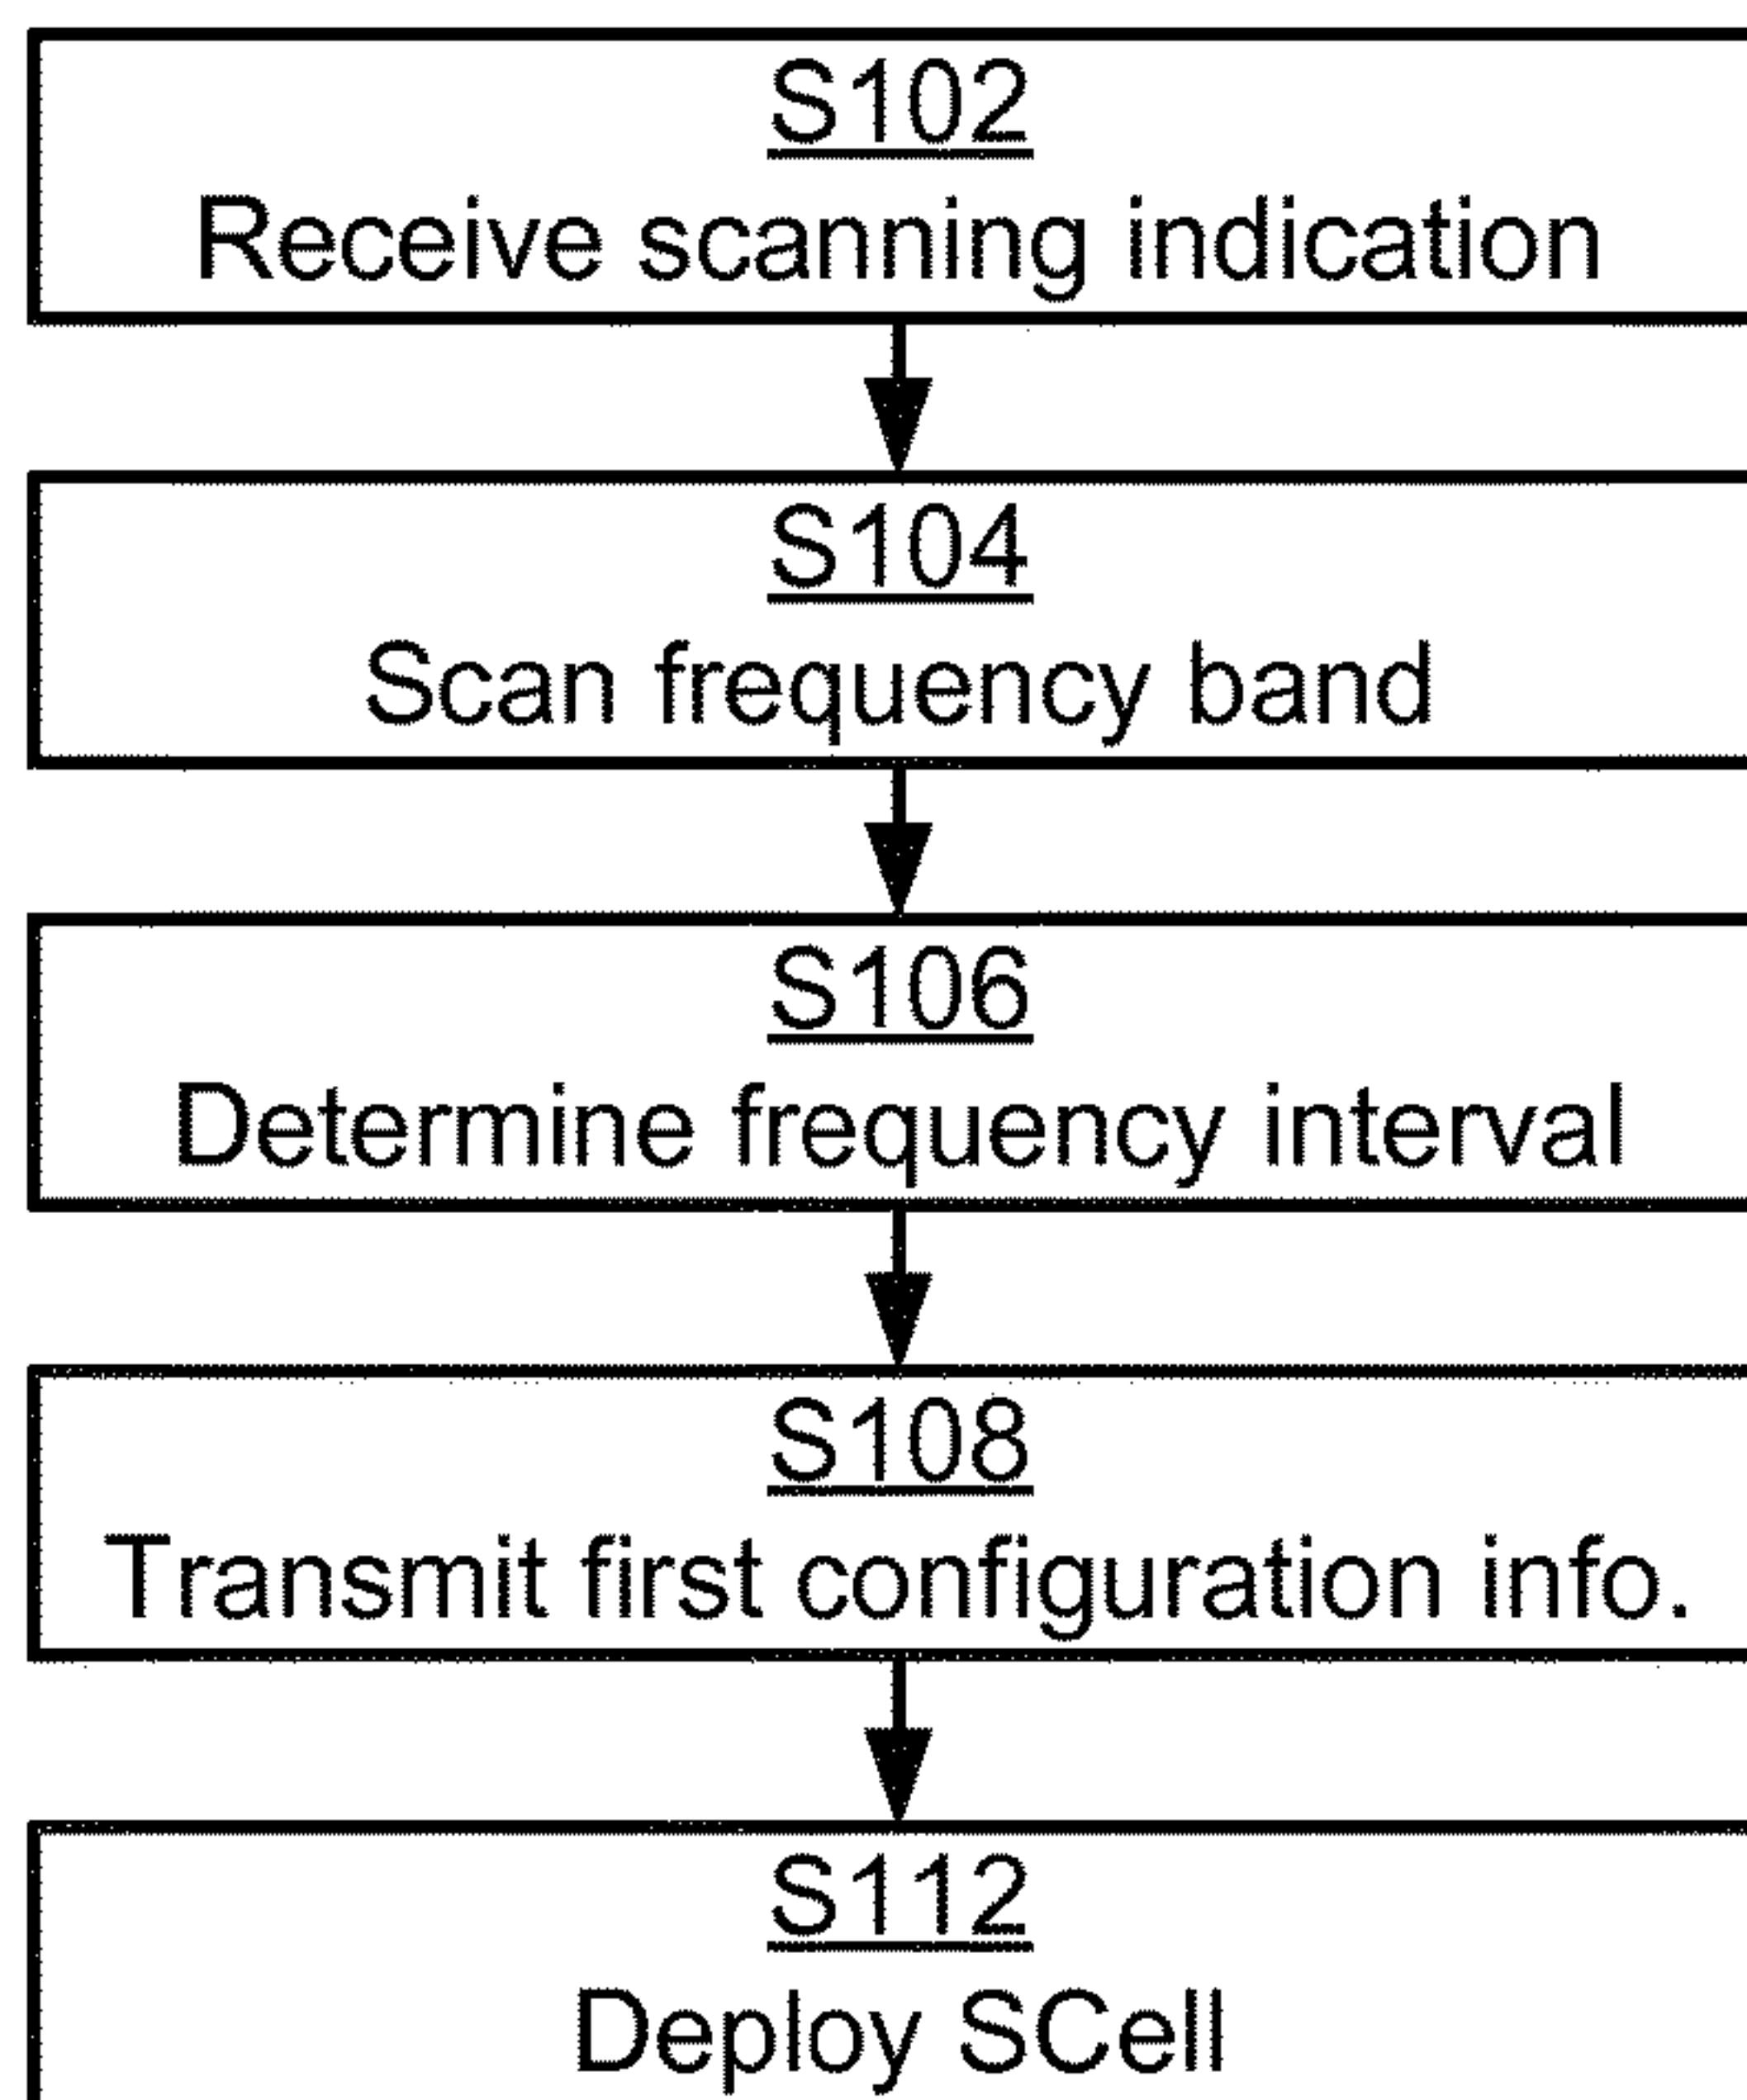 S102
Receive scanning indication
S104
Scan frequency band
S106
Determine frequency interval
S108
Transmit first configuration info.
S112
Deploy SCell